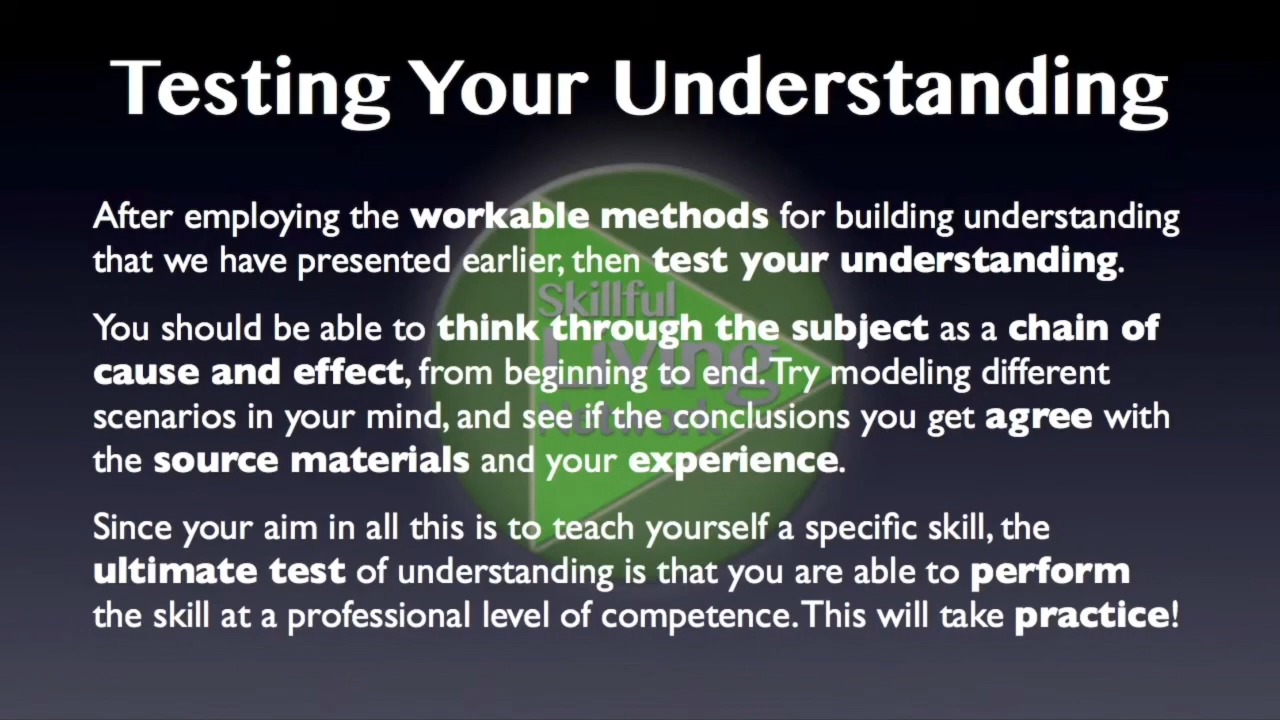 Testing Your Understanding
After employing the workable methods for building understanding
that we have presented earlier, then test your understanding.
You should be able to think through the subject as a chain of
cause and effect, from beginning to end. Try modeling different
scenarios in your mind, and see if the conclusions you get agree with
the source materials and your experience.
Since your aim in all this is to teach yourself a specific skill, the
ultimate test of understanding is that you are able to perform
the skill at a professional level of competence. This will take practice!
Skillful
Living
Network